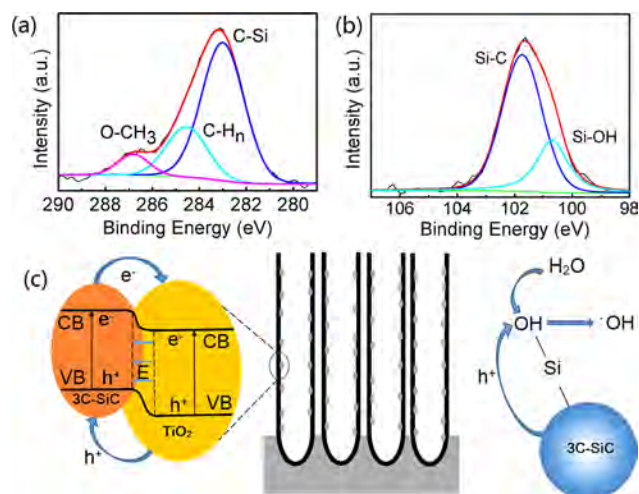 (a)
C-Si
O-CH3
C-Hn
Intensity (a.u.)
290 288 286 284 282 280
Binding Energy (eV)
(b)
Si-C
Si-OH
Intensity (a.u.)
106 104 102 100 98
Binding Energy (eV)
(c)
e-
CB e-
e- CB
E
VB h+
3C-SiC
h+ VB
TiO₂
h+
H₂O
OH ·OH
Si
h+
3C-SiC